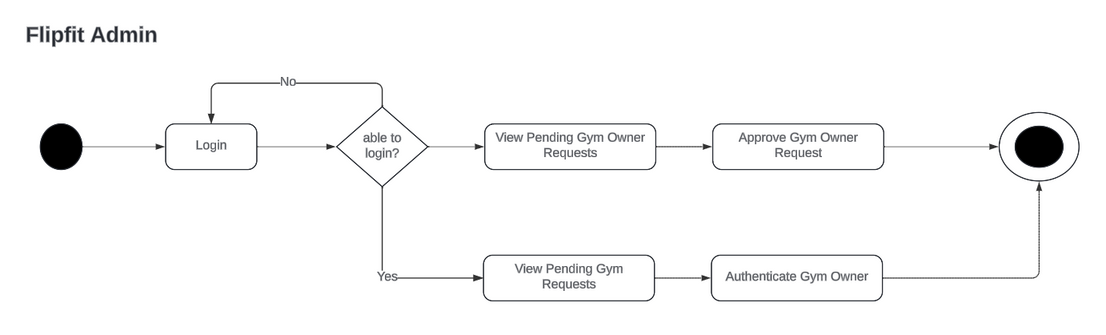 Flipfit Admin
No
Login
able to
login?
View Pending Gym Owner
Requests
Approve Gym Owner
Request
Yes
View Pending Gym
Requests
Authenticate Gym Owner